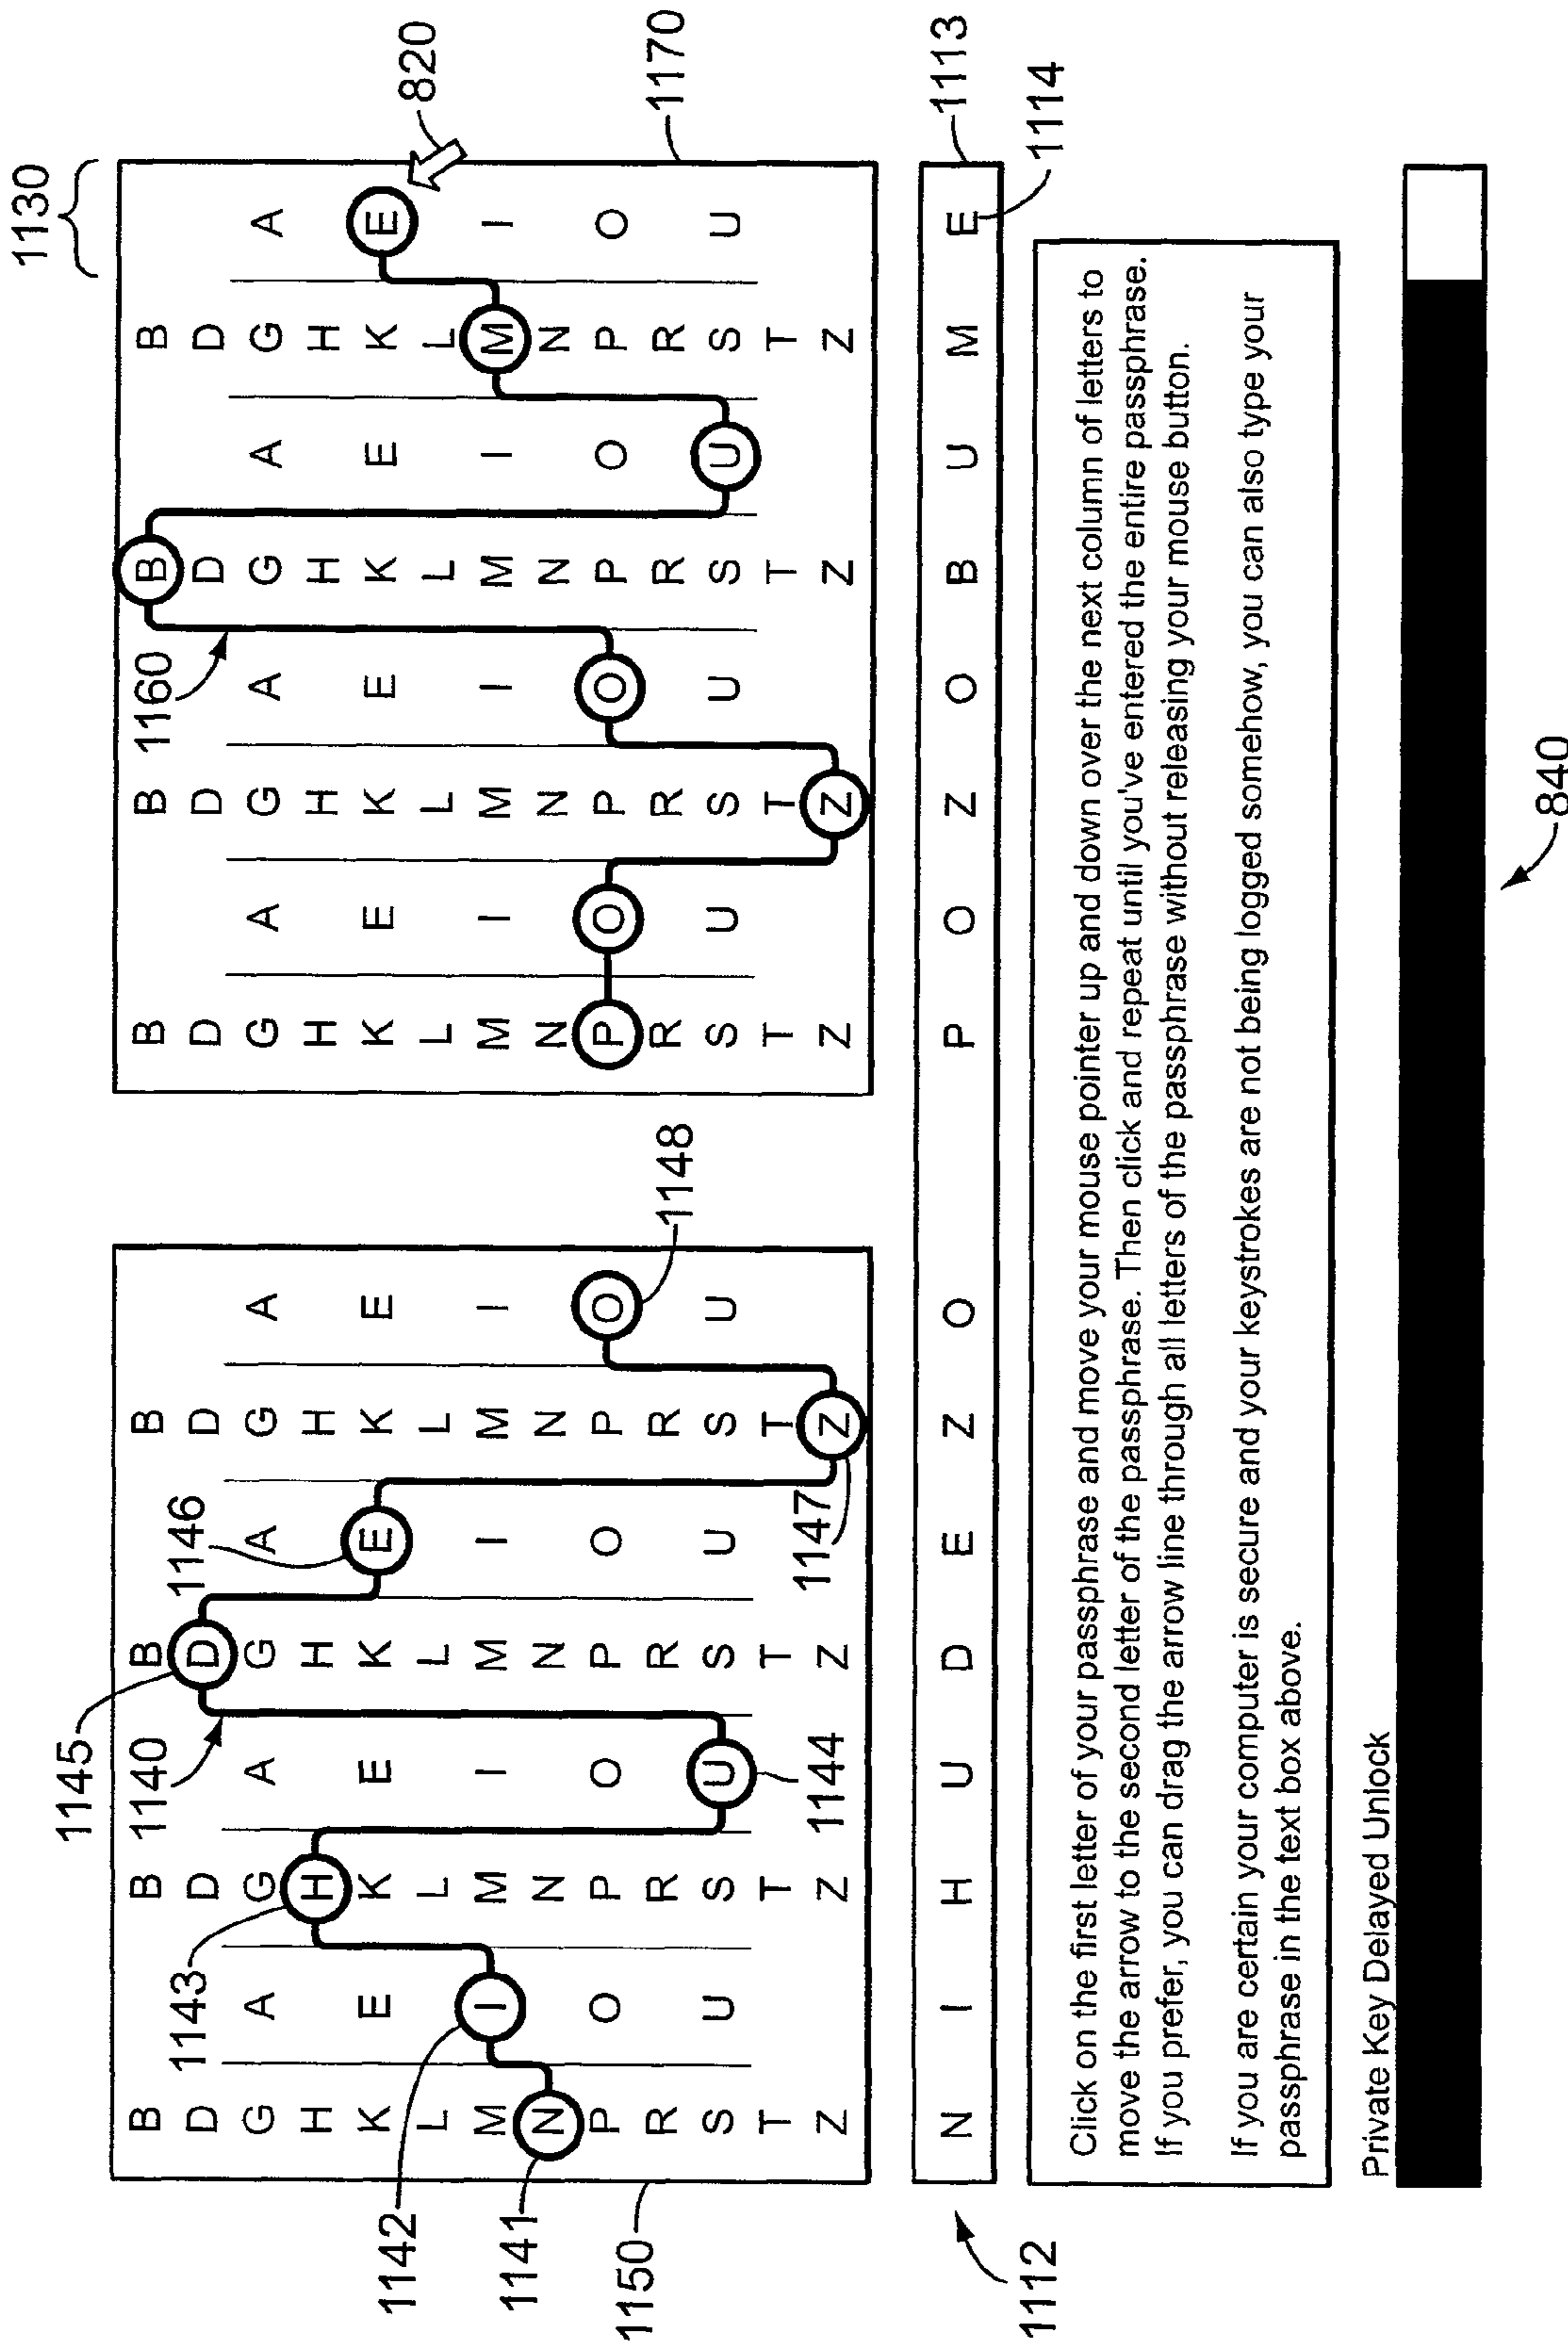 1130
1145
B B 1140 B B B B 1160 B B
1143 1146
D D D D D D D D
G A G A G A G A G A G A G A G A
H H H H H H H H
K E K E K E K E K E K E K E K E
1142 820
L L L L L L L L
M I M I M I M I M I M I M I M I
1141
N N N N N N N N
P O P O P O P O P O P O P O P O
1150
R R R R R R R R
1148 1170
S U S U S U S U S U S U S U S U
T T T T T T T T
1144 1147
Z Z Z Z Z Z Z Z
N I H U D E Z O P O Z O B U M E 1113
1112 1114
Click on the first letter of your passphrase and move your mouse pointer up and down over the next column of letters to
move the arrow to the second letter of the passphrase. Then click and repeat until you've entered the entire passphrase.
If you prefer, you can drag the arrow line through all letters of the passphrase without releasing your mouse button.
If you are certain your computer is secure and your keystrokes are not being logged somehow, you can also type your
passphrase in the text box above.
Private Key Delayed Unlock
840